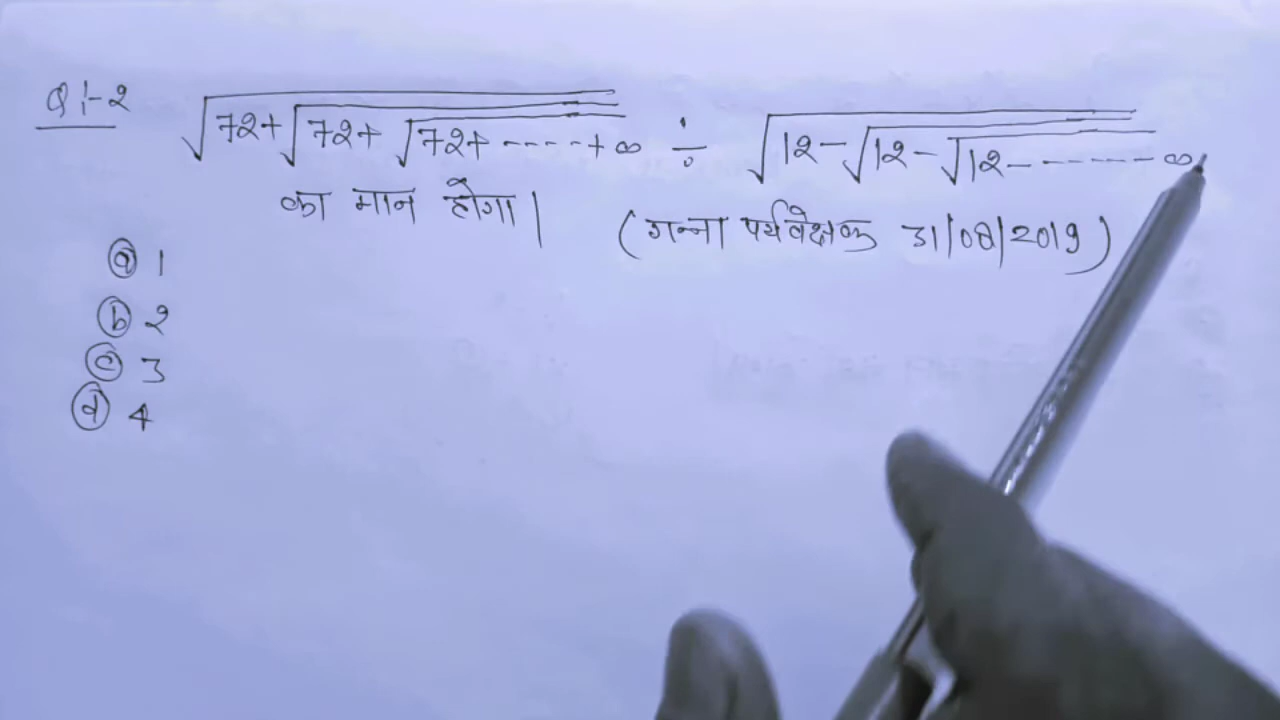 Q1-2 √72+√72+√72+-----+∞ ÷ √12-√12-√12-------∞
का मान होगा। (गन्ना पर्यवेक्षक 31/08/2019)
(a) 1
(b) 2
(c) 3
(d) 4